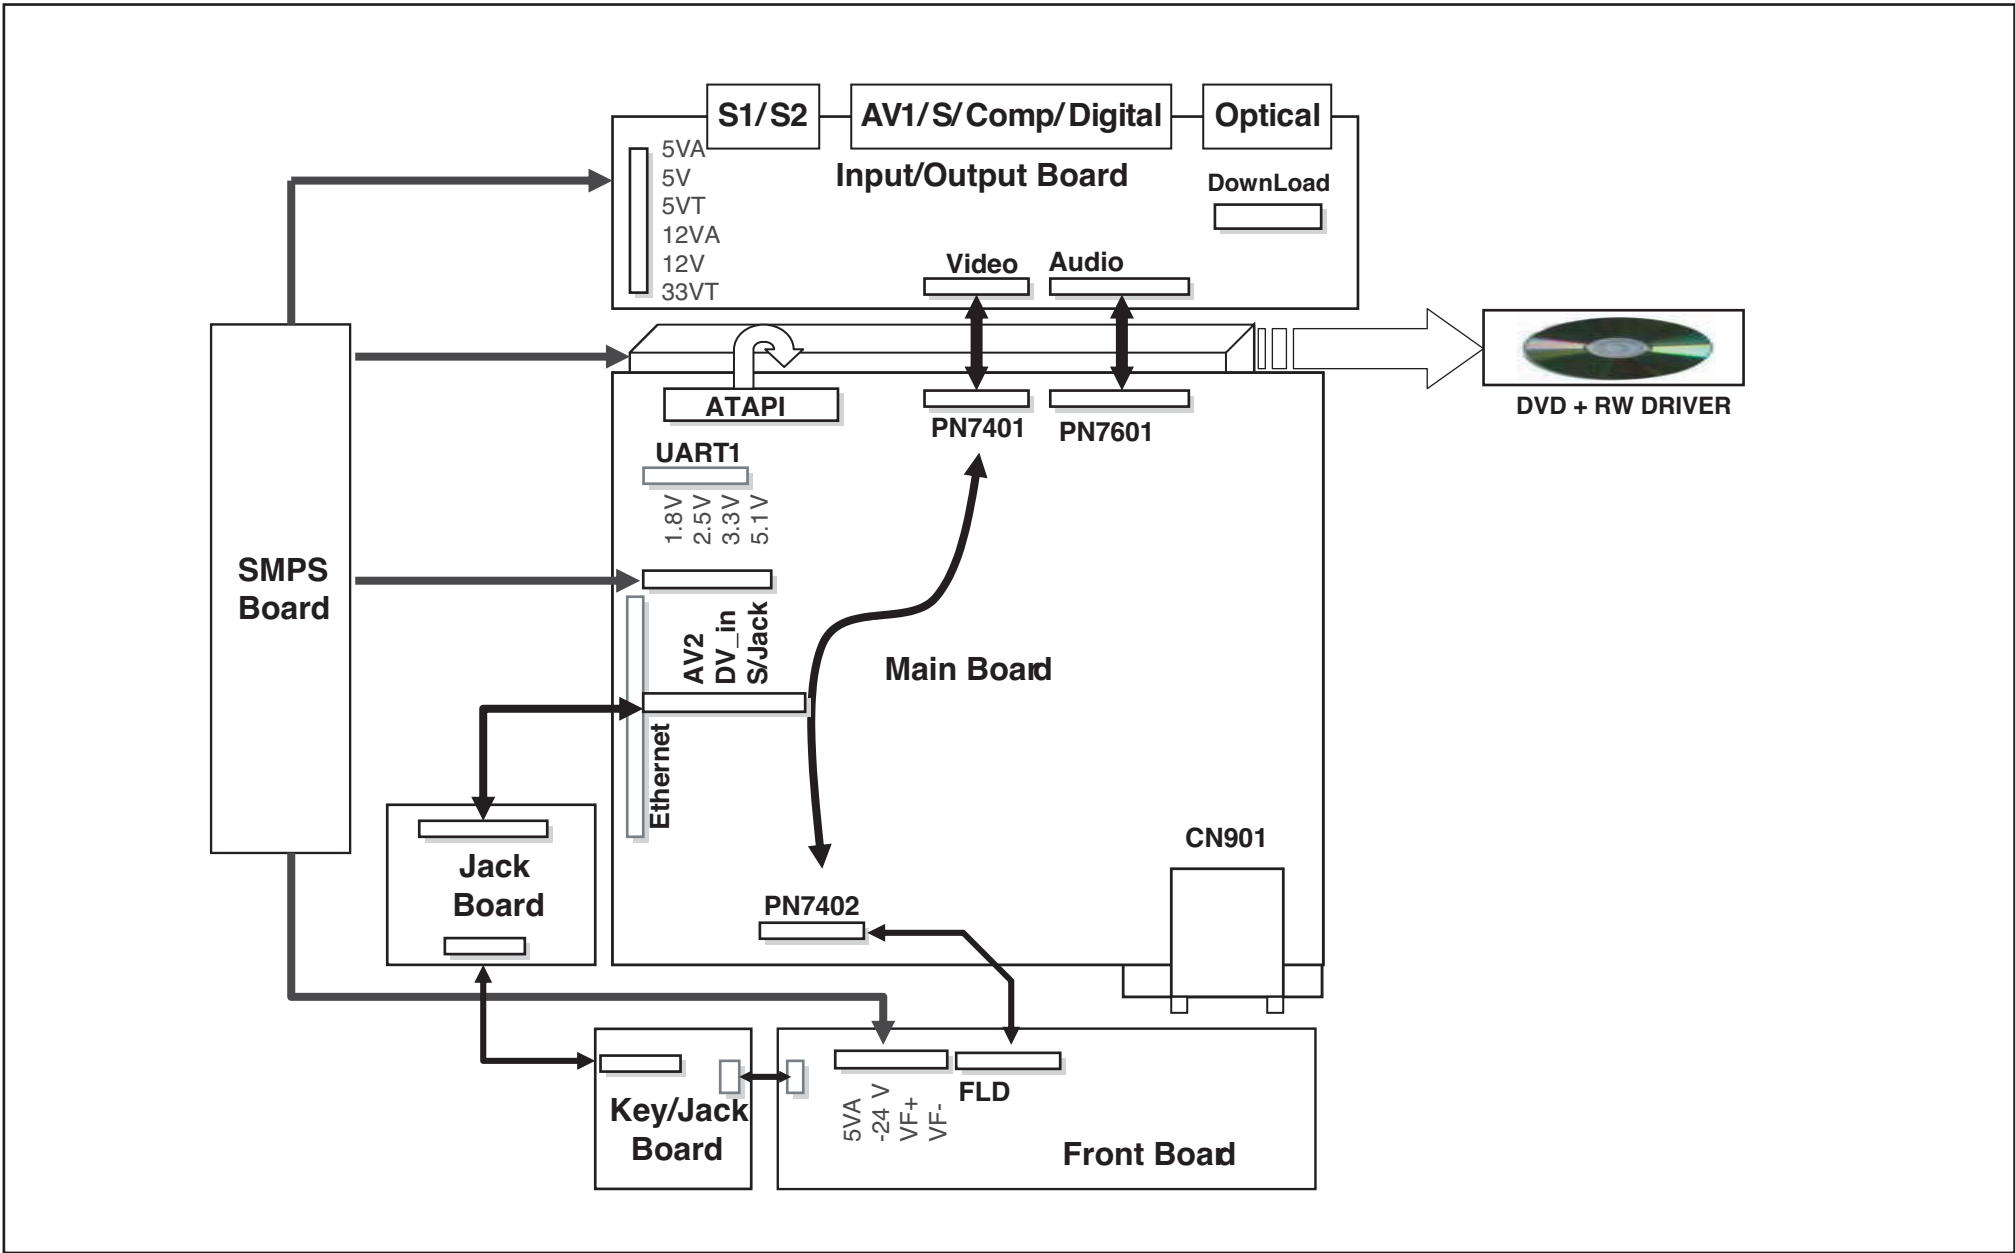 S1/S2
AV1/S/Comp/Digital
Optical
5VA
5V
5VT
12VA
12V
33VT
Input/Output Board
DownLoad
Video
Audio
ATAPI
PN7401
PN7601
DVD + RW DRIVER
UART1
1.8V
2.5V
3.3V
5.1V
SMPS
Board
AV2
DV_in
S/Jack
Main Board
Ethernet
CN901
Jack
Board
PN7402
Key/Jack
Board
5VA
-24 V
VF+
VF-
FLD
Front Board